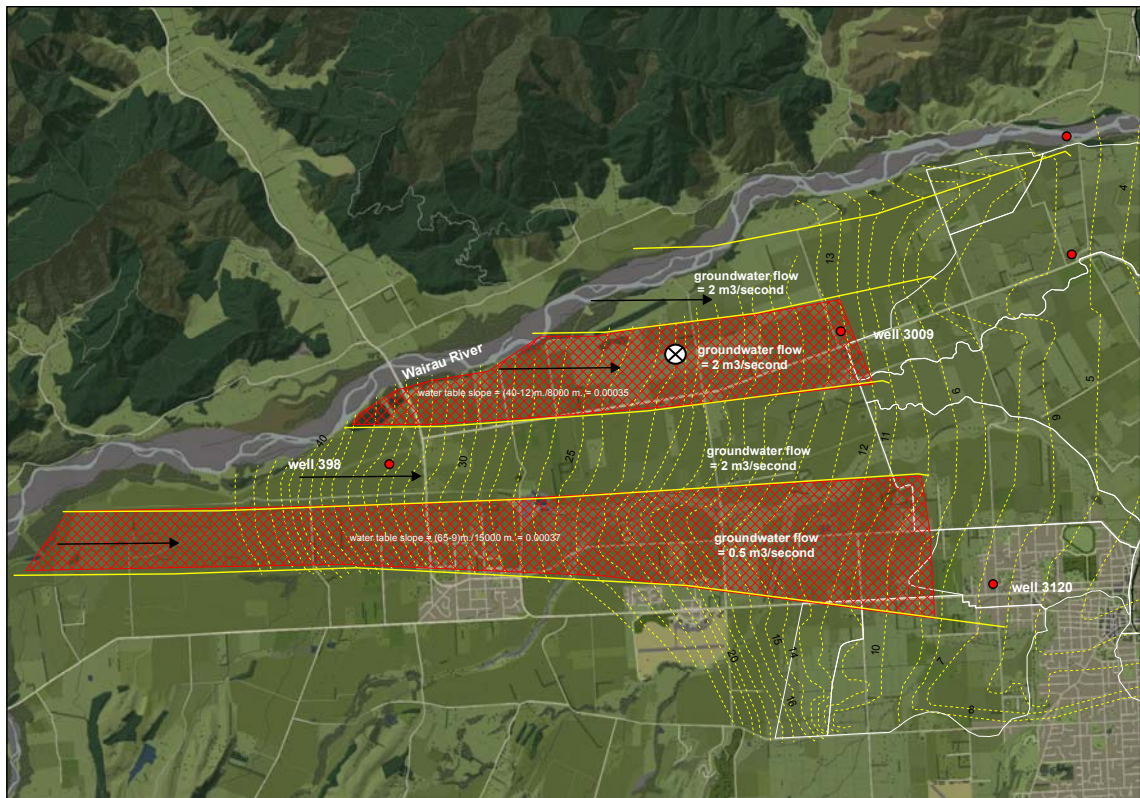 groundwater flow
= 2 m3/second
4
13
Wairau River
groundwater flow
= 2 m3/second
well 3009
water table slope = (40-12)m./8000 m.,= 0.00035
5
6
40
well 398
30
25
groundwater flow
= 2 m3/second
12
11
9
water table slope = (65-9)m./15000 m.'= 0.00037
groundwater flow
= 0.5 m3/second
well 3120
20
16
14
10
7
16
8